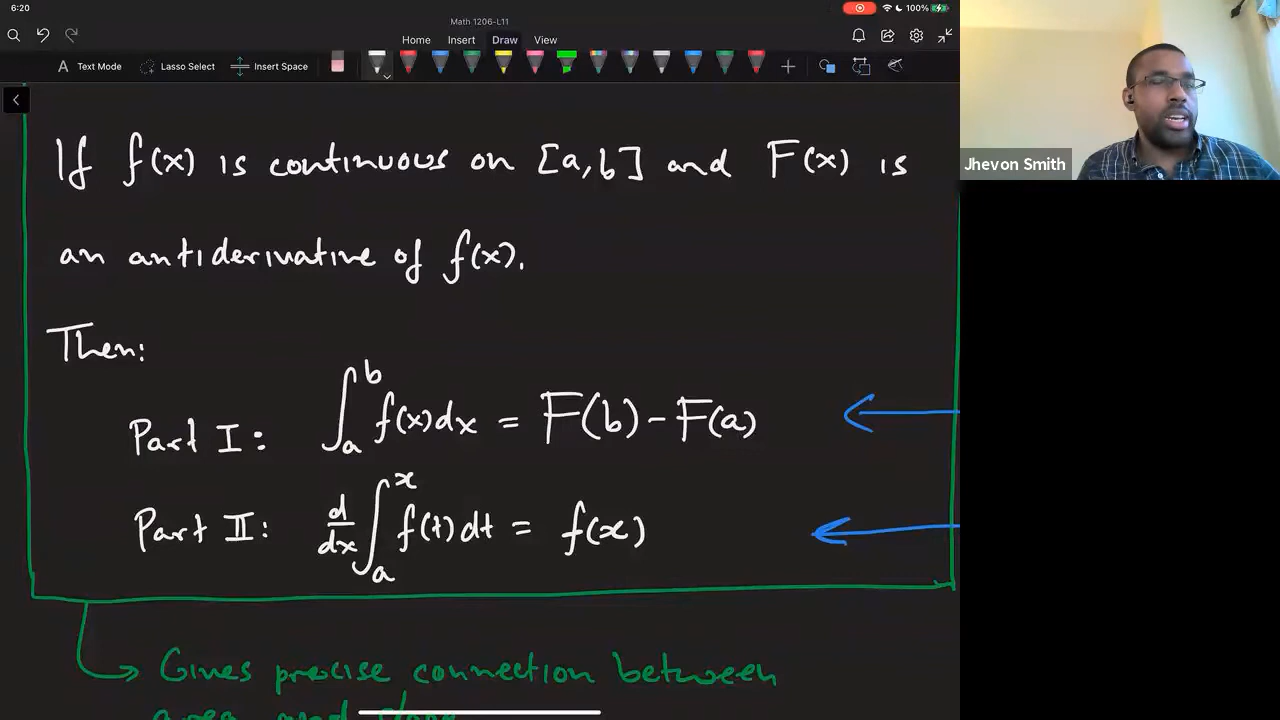 6:20
100%
Math 1206-L11
Home Insert Draw View
Text Mode Lasso Select Insert Space
If f(x) is continuous on [a,b] and F(x) is
an antiderivative of f(x).
Then:
Part I: ∫_a^b f(x)dx = F(b)-F(a)
Part II: d/dx ∫_a^x f(t)dt = f(x)
Gives precise connection between
area and
Jhevon Smith